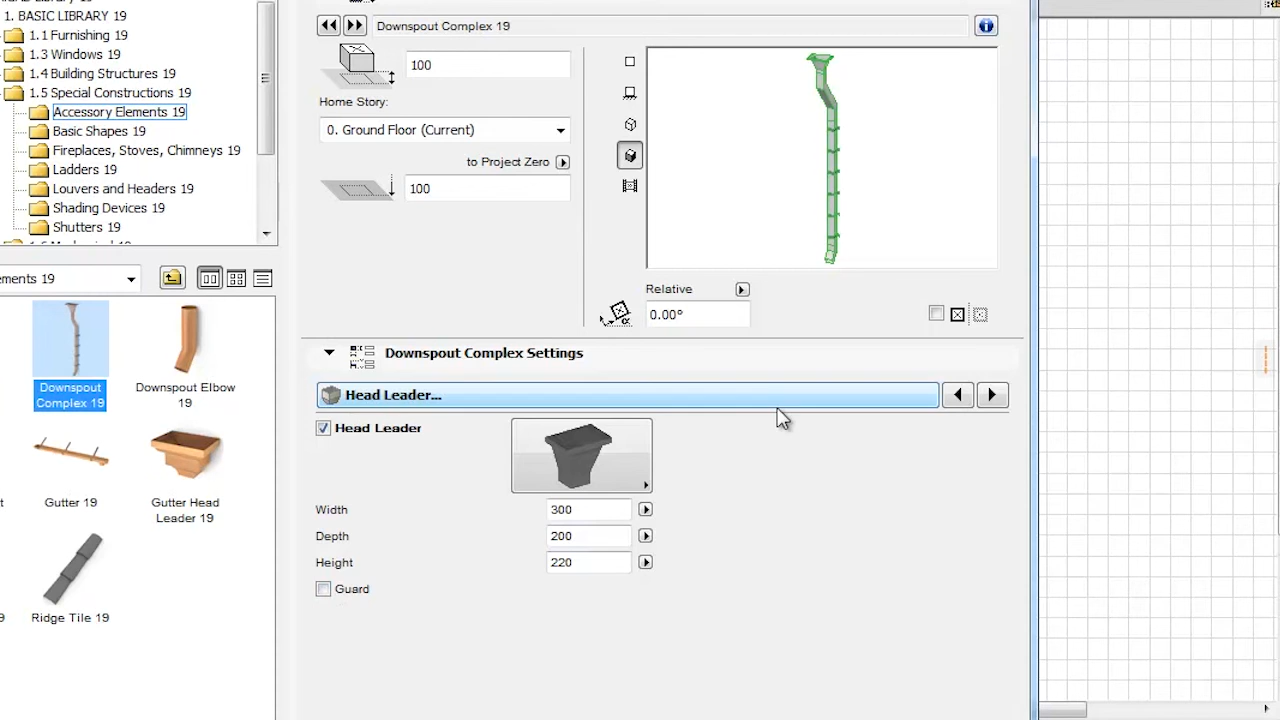 1. BASIC LIBRARY 19
1.1 Furnishing 19
1.3 Windows 19
1.4 Building Structures 19
1.5 Special Constructions 19
Accessory Elements 19
Basic Shapes 19
Fireplaces, Stoves, Chimneys 19
Ladders 19
Louvers and Headers 19
Shading Devices 19
Shutters 19
ements 19
Downspout
Complex 19
Downspout Elbow
19
Gutter 19
Gutter Head
Leader 19
Ridge Tile 19
Downspout Complex 19
100
Home Story:
0. Ground Floor (Current)
to Project Zero
100
Relative
0.00°
Downspout Complex Settings
Head Leader...
Head Leader
Width
300
Depth
200
Height
220
Guard